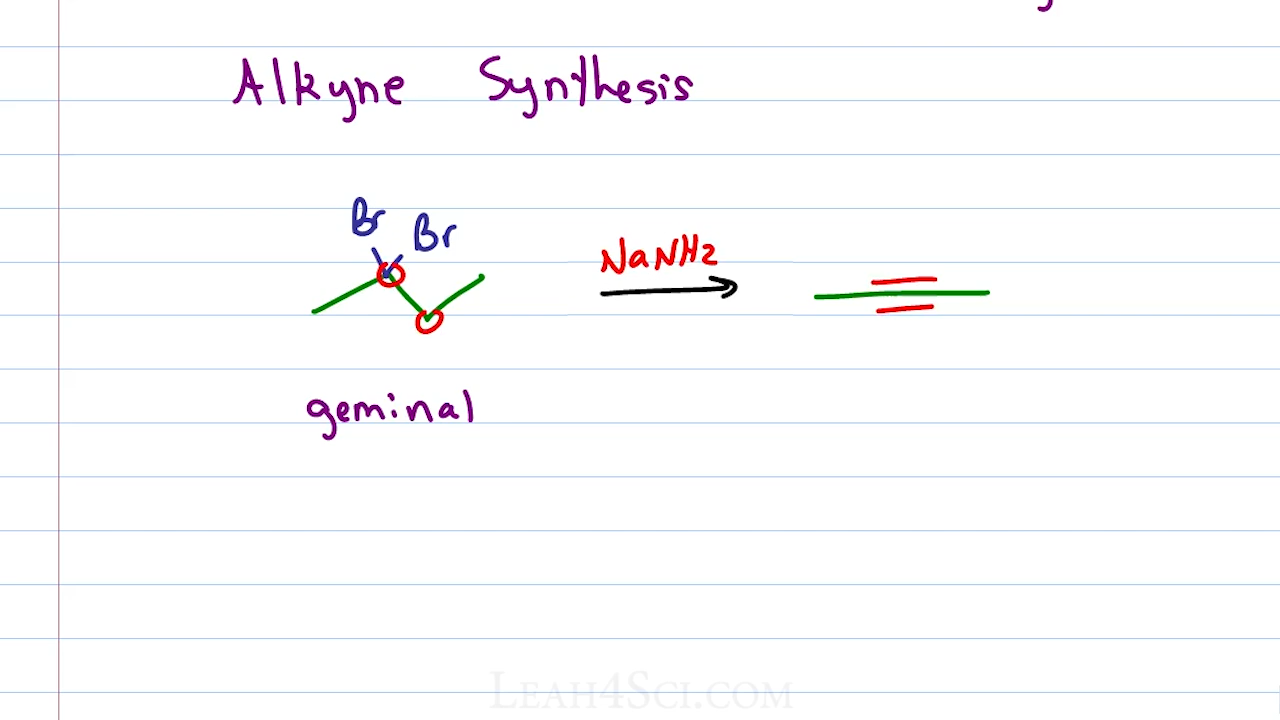 Alkyne Synthesis
Br Br
NaNH2
geminal
LEAH4SCI.COM